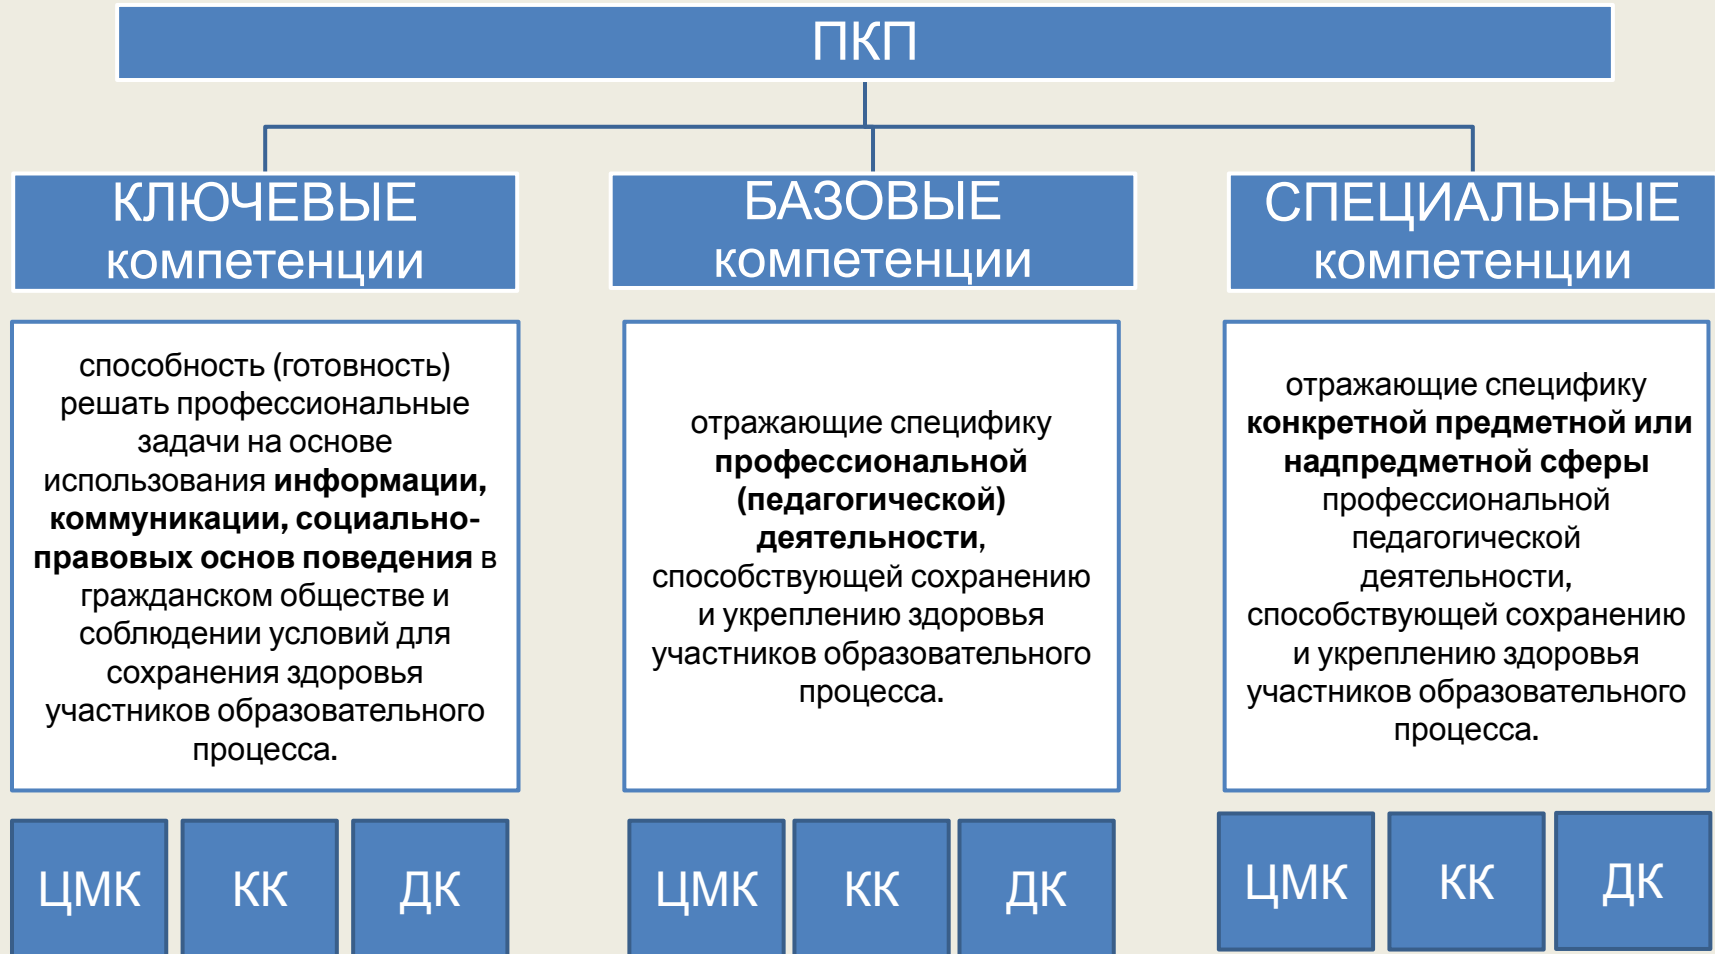 ПКП
КЛЮЧЕВЫЕ
компетенции
способность (готовность)
решать профессиональные
задачи на основе
использования информации,
коммуникации, социально-
правовых основ поведения в
гражданском обществе и
соблюдении условий для
сохранения здоровья
участников образовательного
процесса.
ЦМК
КК
ДК
БАЗОВЫЕ
компетенции
отражающие специфику
профессиональной
(педагогической)
деятельности,
способствующей сохранению
и укреплению здоровья
участников образовательного
процесса.
ЦМК
КК
ДК
СПЕЦИАЛЬНЫЕ
компетенции
отражающие специфику
конкретной предметной или
надпредметной сферы
профессиональной
педагогической
деятельности,
способствующей сохранению
и укреплению здоровья
участников образовательного
процесса.
ЦМК
КК
ДК